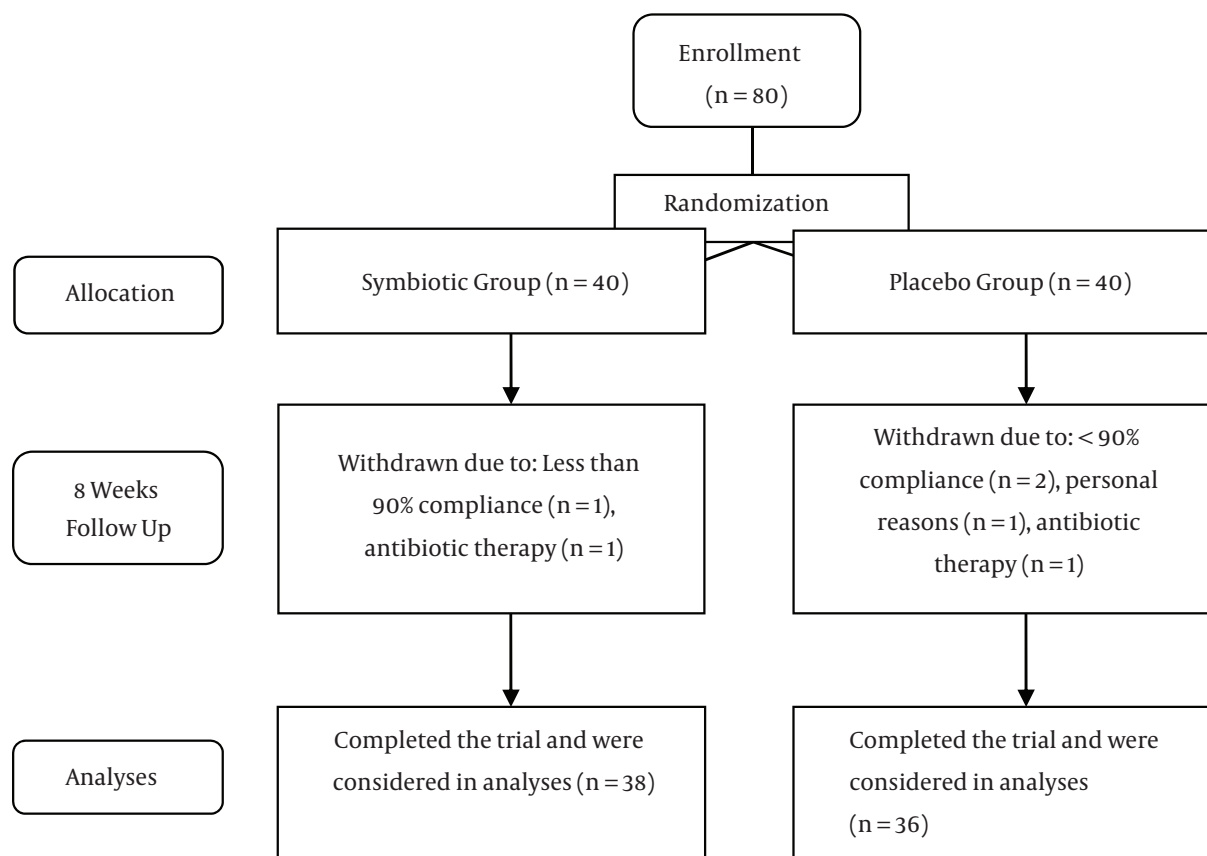 Enrollment
(n = 80)
Randomization
Allocation
Symbiotic Group (n = 40)
Placebo Group (n = 40)
8 Weeks
Follow Up
Withdrawn due to: Less than
90% compliance (n = 1),
antibiotic therapy (n = 1)
Withdrawn due to: < 90%
compliance (n = 2), personal
reasons (n = 1), antibiotic
therapy (n = 1)
Analyses
Completed the trial and were
considered in analyses (n = 38)
Completed the trial and were
considered in analyses
(n = 36)